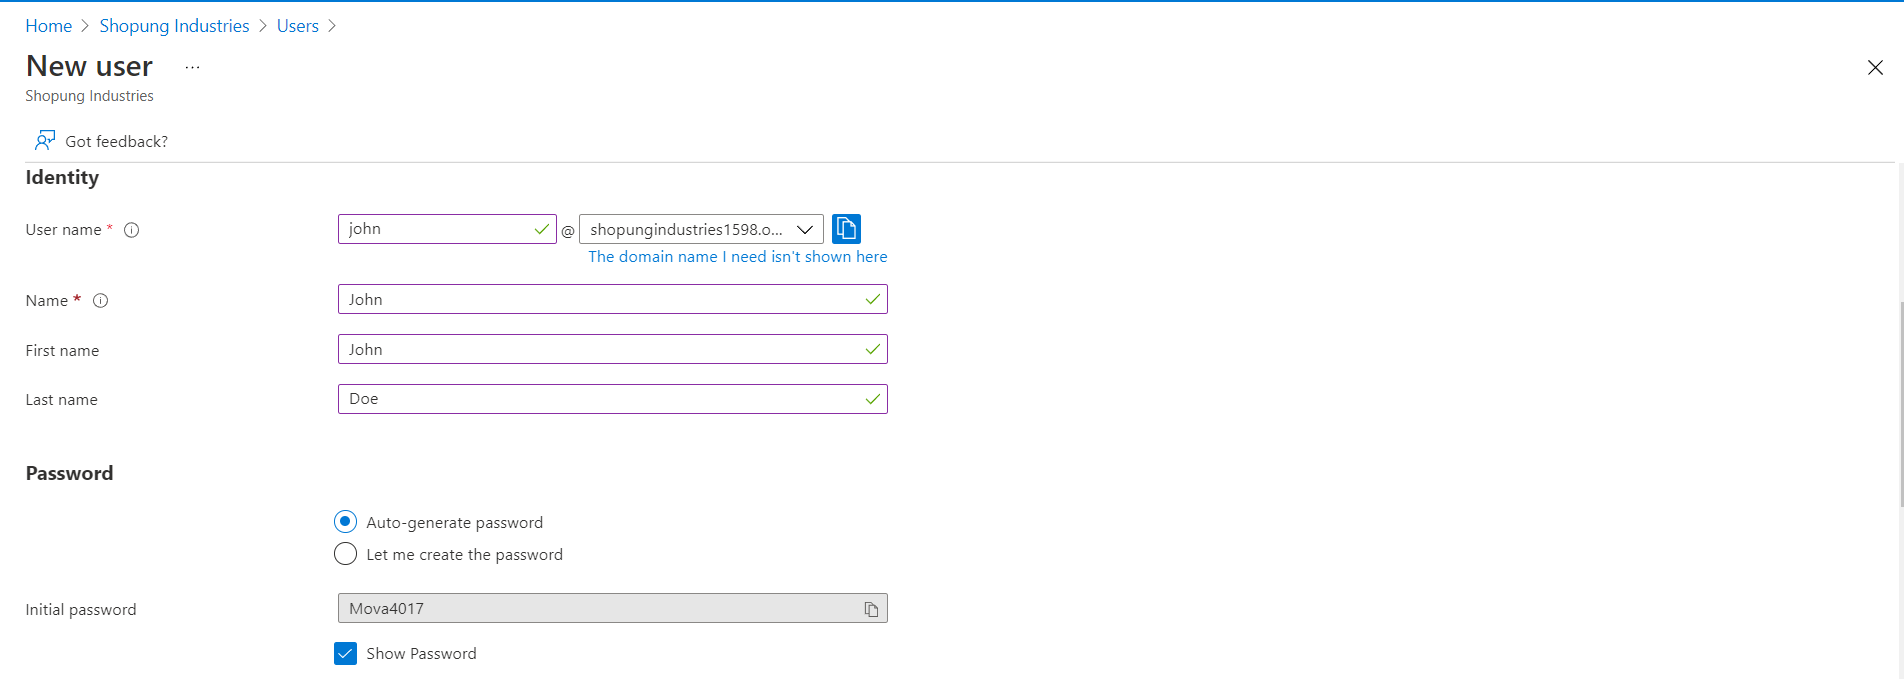 Home > Shopung Industries > Users >
New user ...
Shopung Industries
Got feedback?
Identity
User name * john @ shopungindustries1598.o...
The domain name I need isn't shown here
Name * John
First name John
Last name Doe
Password
Auto-generate password
Let me create the password
Initial password Mova4017
Show Password